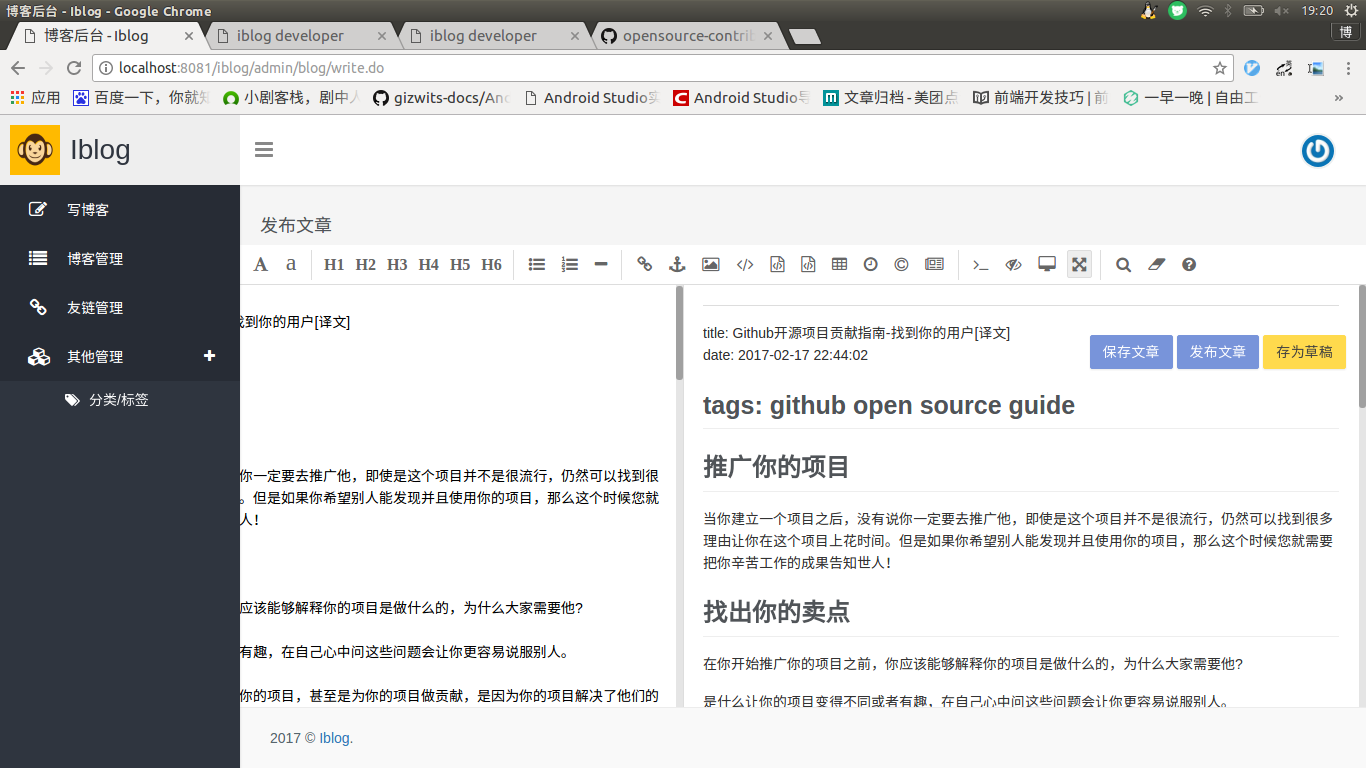 博客后台 - Iblog - Google Chrome
19:20
博客后台 - Iblog
iblog developer
iblog developer
opensource-contrib
博
localhost:8081/iblog/admin/blog/write.do
应用
百度一下，你就知
小剧客栈，剧中人
gizwits-docs/And
Android Studio实
Android Studio导
文章归档 - 美团点
前端开发技巧 | 前
一早一晚 | 自由工
»
Iblog
写博客
博客管理
友链管理
其他管理
分类/标签
发布文章
A a H1 H2 H3 H4 H5 H6
找到你的用户[译文]
你一定要去推广他，即使是这个项目并不是很流行，仍然可以找到很
。但是如果你希望别人能发现并且使用你的项目，那么这个时候您就
人！
应该能够解释你的项目是做什么的，为什么大家需要他?
有趣，在自己心中问这些问题会让你更容易说服别人。
你的项目，甚至是为你的项目做贡献，是因为你的项目解决了他们的
title: Github开源项目贡献指南-找到你的用户[译文]
date: 2017-02-17 22:44:02
保存文章
发布文章
存为草稿
tags: github open source guide
推广你的项目
当你建立一个项目之后，没有说你一定要去推广他，即使是这个项目并不是很流行，仍然可以找到很多
理由让你在这个项目上花时间。但是如果你希望别人能发现并且使用你的项目，那么这个时候您就需要
把你辛苦工作的成果告知世人！
找出你的卖点
在你开始推广你的项目之前，你应该能够解释你的项目是做什么的，为什么大家需要他?
是什么让你的项目变得不同或者有趣，在自己心中问这些问题会让你更容易说服别人。
2017 © Iblog.